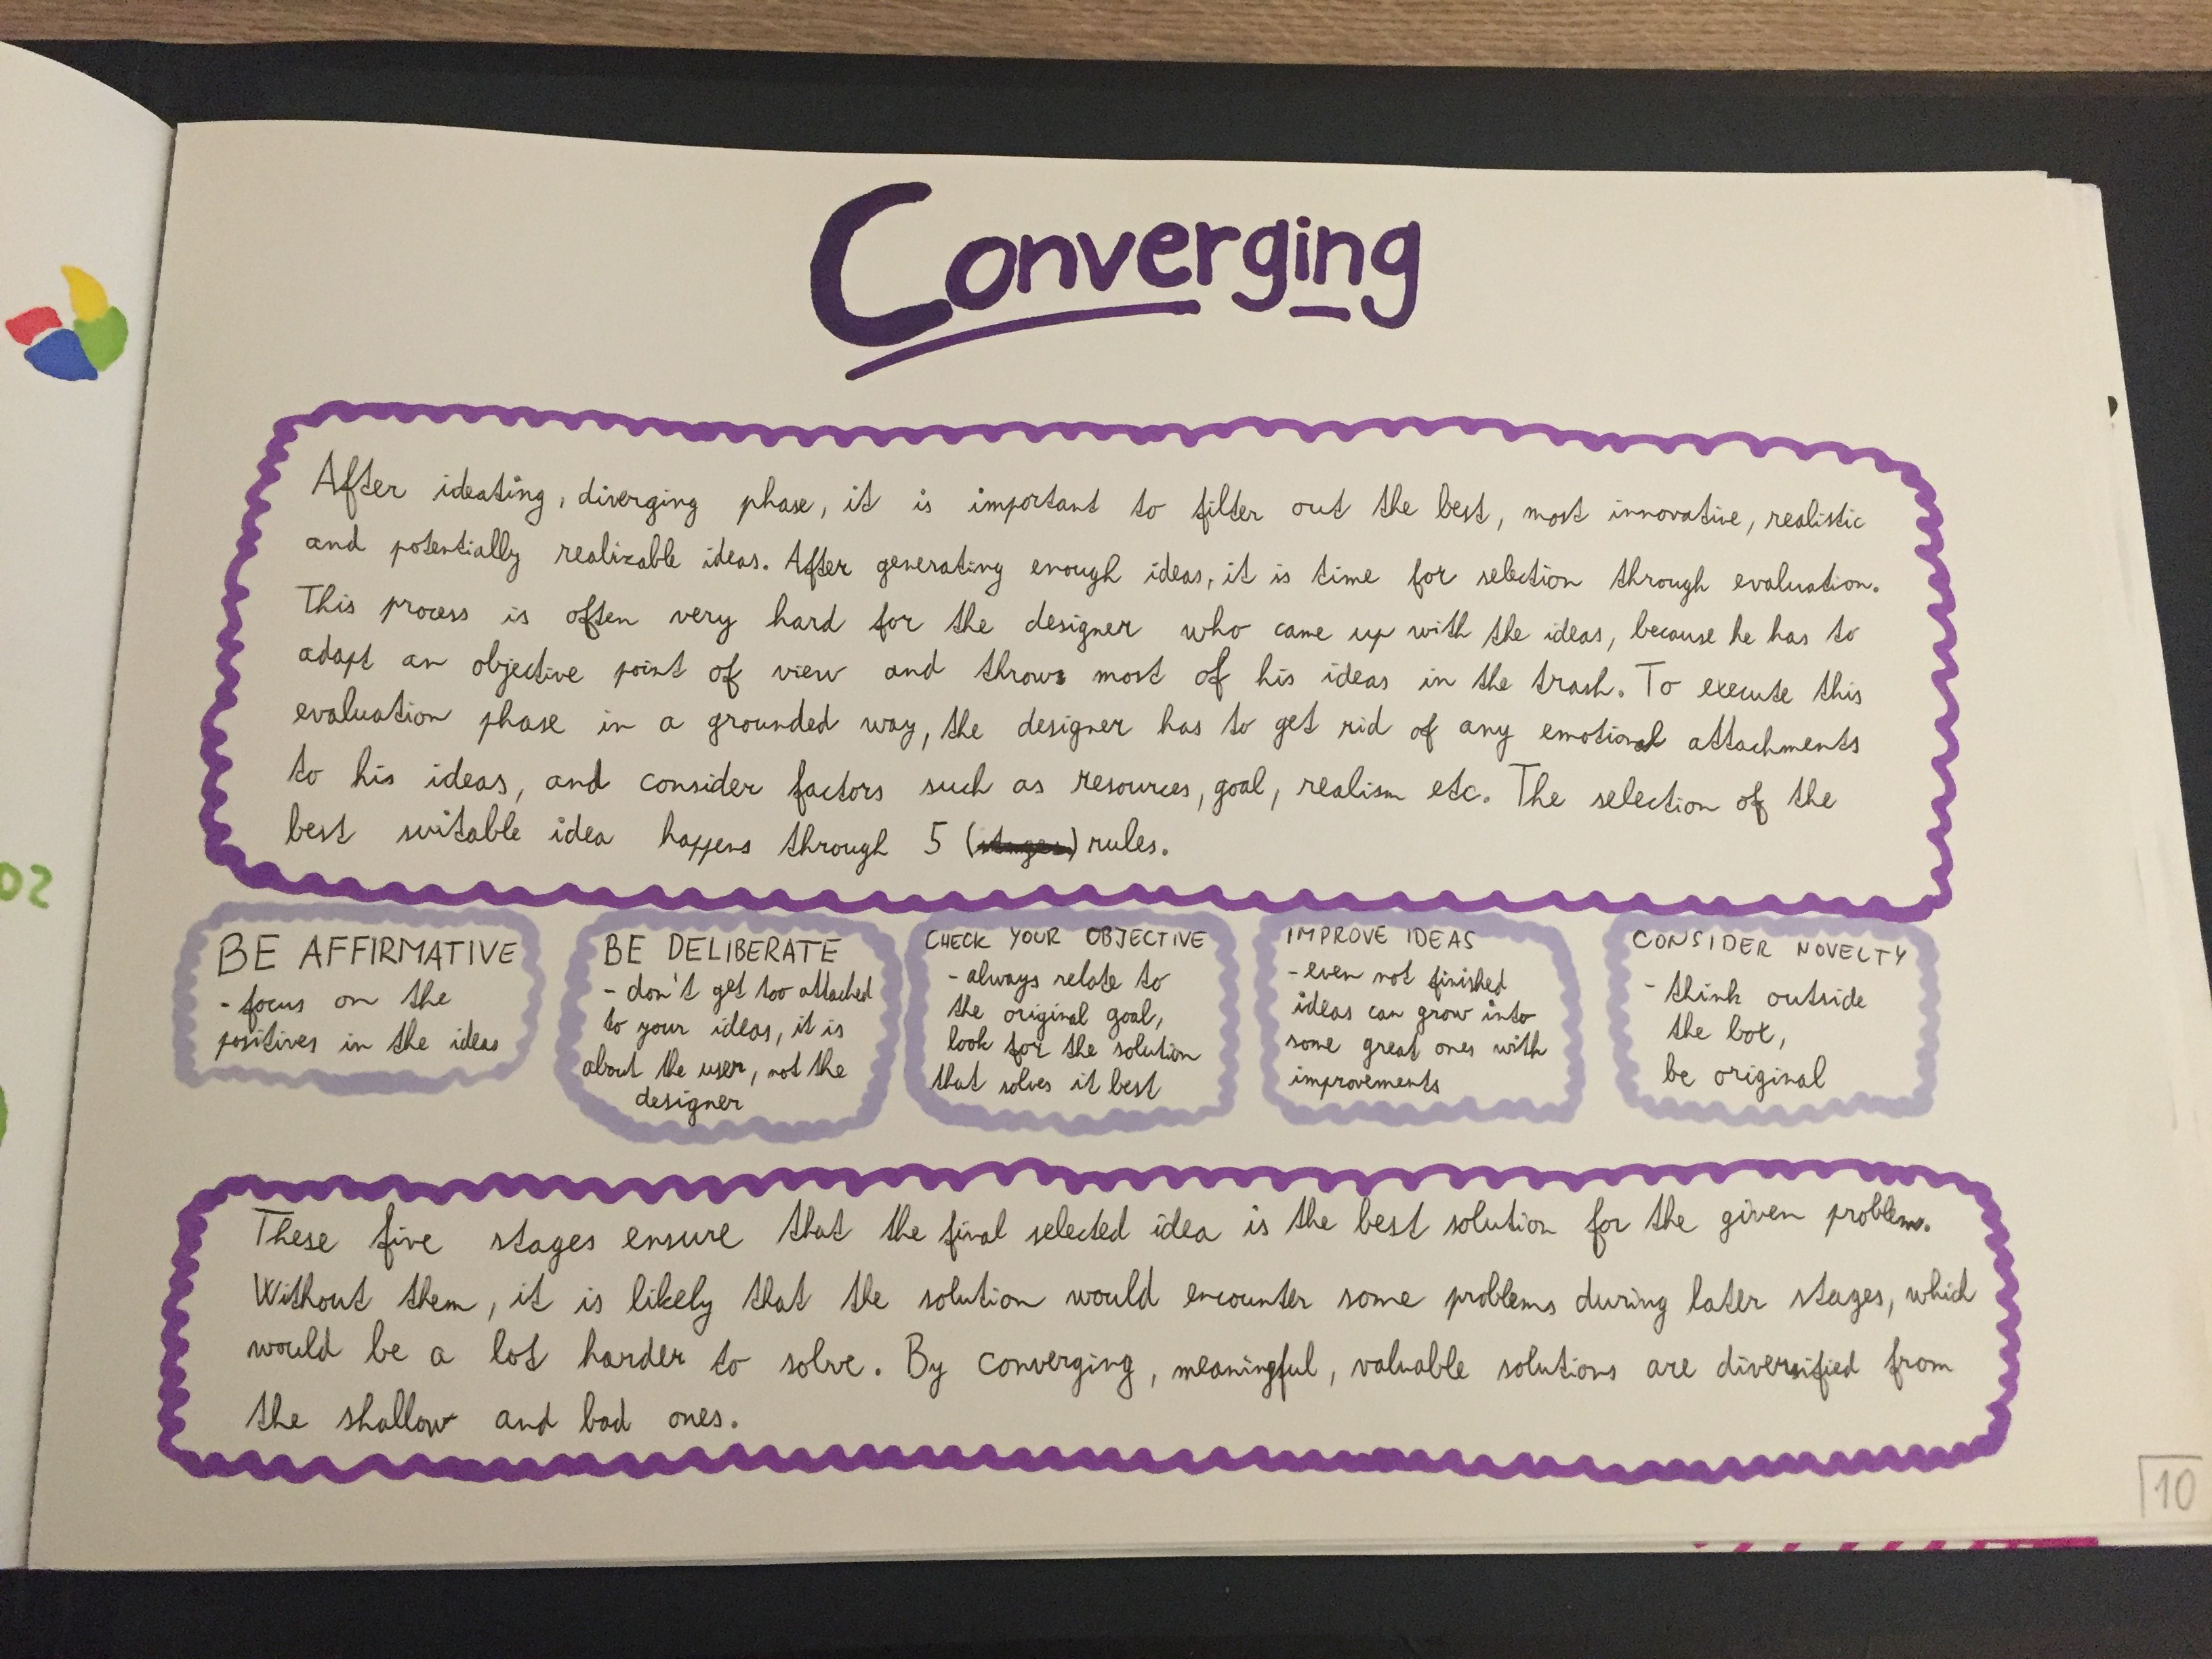 Converging
After ideating, diverging phase, it is important to filter out the best, most innovative, realistic
and potentially realizable ideas. After generating enough ideas, it is time for selection through evaluation.
This process is often very hard for the designer who came up with the ideas, because he has to
adapt an objective point of view and throw most of his ideas in the trash. To execute this
evaluation phase in a grounded way, the designer has to get rid of any emotional attachments
to his ideas, and consider factors such as resources, goal, realism etc. The selection of the
best suitable idea happens through 5 (stages) rules.
BE AFFIRMATIVE
- focus on the
positives in the ideas
BE DELIBERATE
- don't get too attached
to your ideas, it is
about the user, not the
designer
CHECK YOUR OBJECTIVE
- always relate to
the original goal,
look for the solution
that solves it best
IMPROVE IDEAS
- even not finished
ideas can grow into
some great ones with
improvements
CONSIDER NOVELTY
- think outside
the box,
be original
These five stages ensure that the final selected idea is the best solution for the given problem.
Without them, it is likely that the solution would encounter some problems during later stages, which
would be a lot harder to solve. By converging, meaningful, valuable solutions are diversified from
the shallow and bad ones.
10